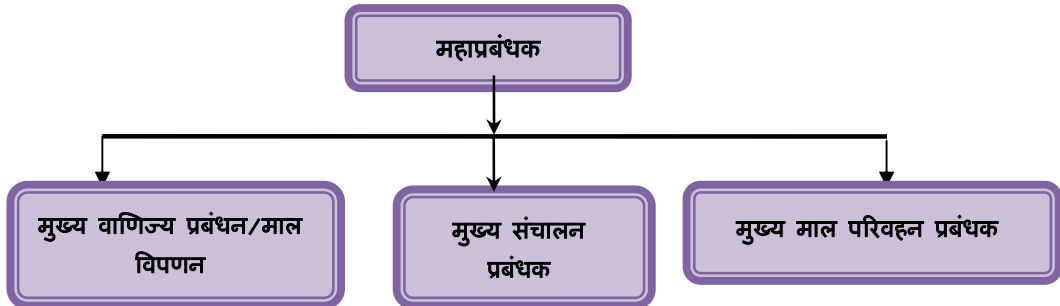 महाप्रबंधक
मुख्य वाणिज्य प्रबंधन/माल
विपणन
मुख्य संचालन
प्रबंधक
मुख्य माल परिवहन प्रबंधक